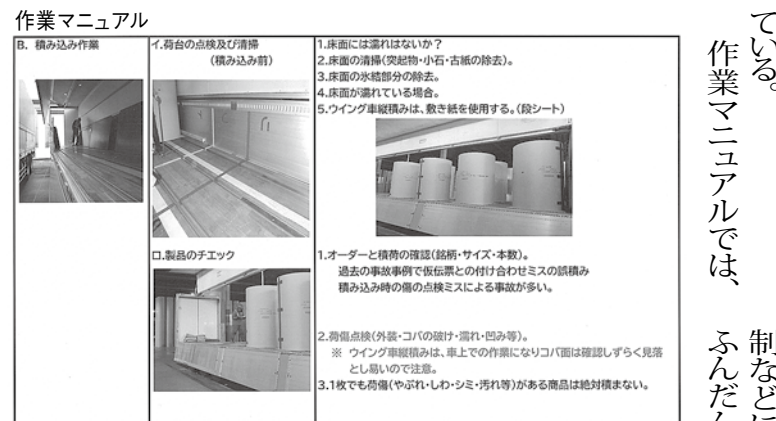 作業マニュアル
B. 積み込み作業
イ.荷台の点検及び清掃
(積み込み前)
1.床面には濡れはないか?
2.床面の清掃(突起物・小石・古紙の除去)。
3.床面の氷結部分の除去。
4.床面が濡れている場合。
5.ウイング車縦積みは、敷き紙を使用する。(段シート)
ロ.製品のチエック
1.オーダーと積荷の確認(銘柄・サイズ・本数)。
過去の事故事例で仮伝票との付け合わせミスの誤積み
積み込み時の傷の点検ミスによる事故が多い。
2.荷傷点検(外装・コバの破け・濡れ・凹み等)。
※ ウイング車縦積みは、車上での作業になりコバ面は確認しずらく見落
とし易いので注意。
3.1枚でも荷傷(やぶれ・しわ・シミ・汚れ等)がある商品は絶対積まない。
ている。
作業マニュアルでは、
制などに
ふんだん